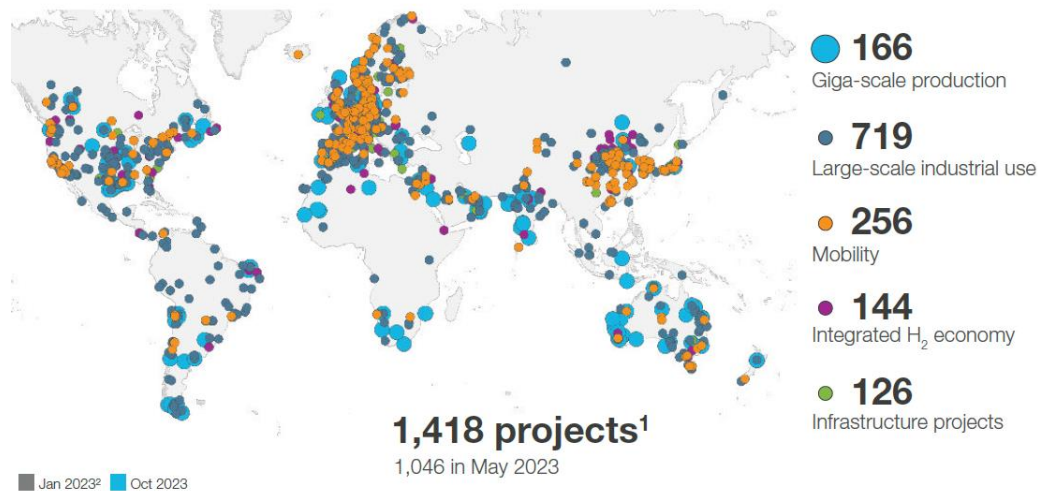 166
Giga-scale production
719
Large-scale industrial use
256
Mobility
144
Integrated H₂ economy
126
Infrastructure projects
1,418 projects¹
1,046 in May 2023
Jan 2023² Oct 2023